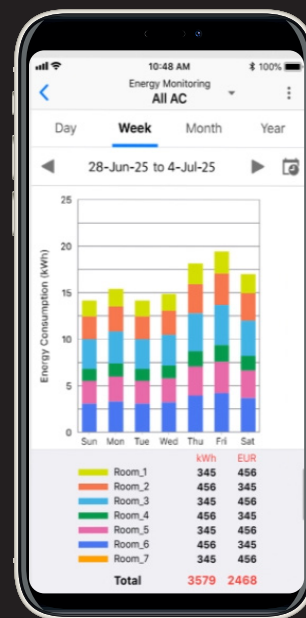 10:48 AM
100%
Energy Monitoring
All AC
Day Week Month Year
28-Jun-25 to 4-Jul-25
Energy Consumption (kWh)
25
20
15
10
5
0
Sun Mon Tue Wed Thu Fri Sat
kWh EUR
Room_1 345 456
Room_2 456 345
Room_3 345 456
Room_4 456 345
Room_5 345 456
Room_6 456 345
Room_7 345 456
Total 3579 2468